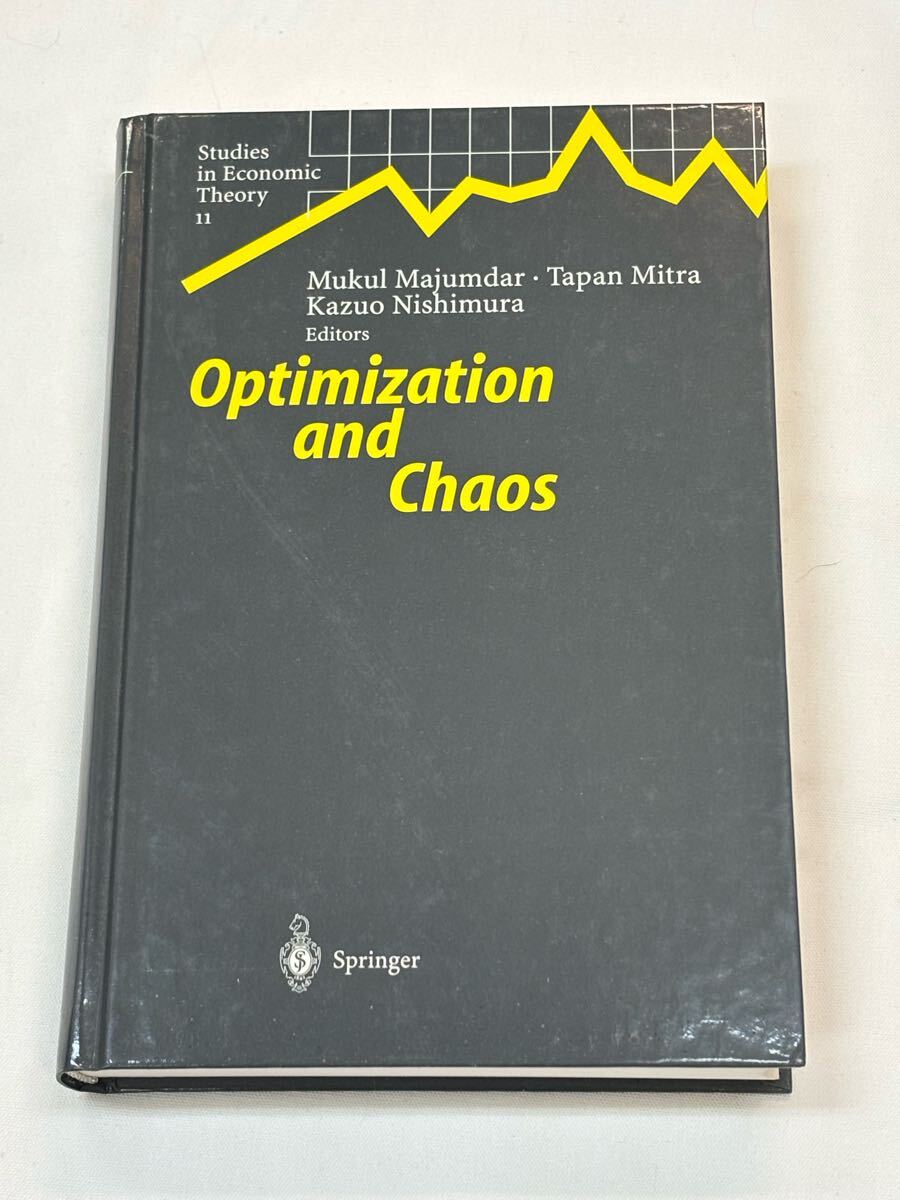 Studies
in Economic
Theory
11
Mukul Majumdar · Tapan Mitra
Kazuo Nishimura
Editors
Optimization
and
Chaos
Springer